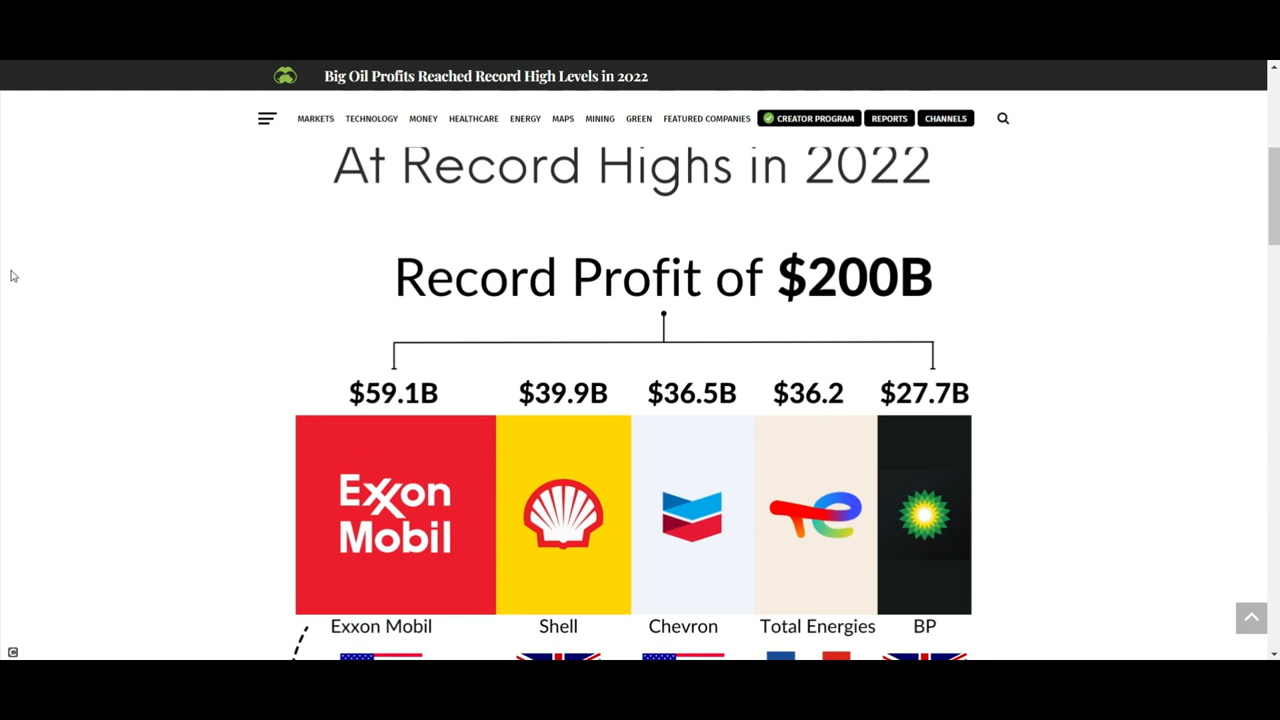 Big Oil Profits Reached Record High Levels in 2022
MARKETS TECHNOLOGY MONEY HEALTHCARE ENERGY MAPS MINING GREEN FEATURED COMPANIES CREATOR PROGRAM REPORTS CHANNELS
At Record Highs in 2022
Record Profit of $200B
$59.1B $39.9B $36.5B $36.2 $27.7B
Exxon
Mobil
Exxon Mobil Shell Chevron Total Energies BP